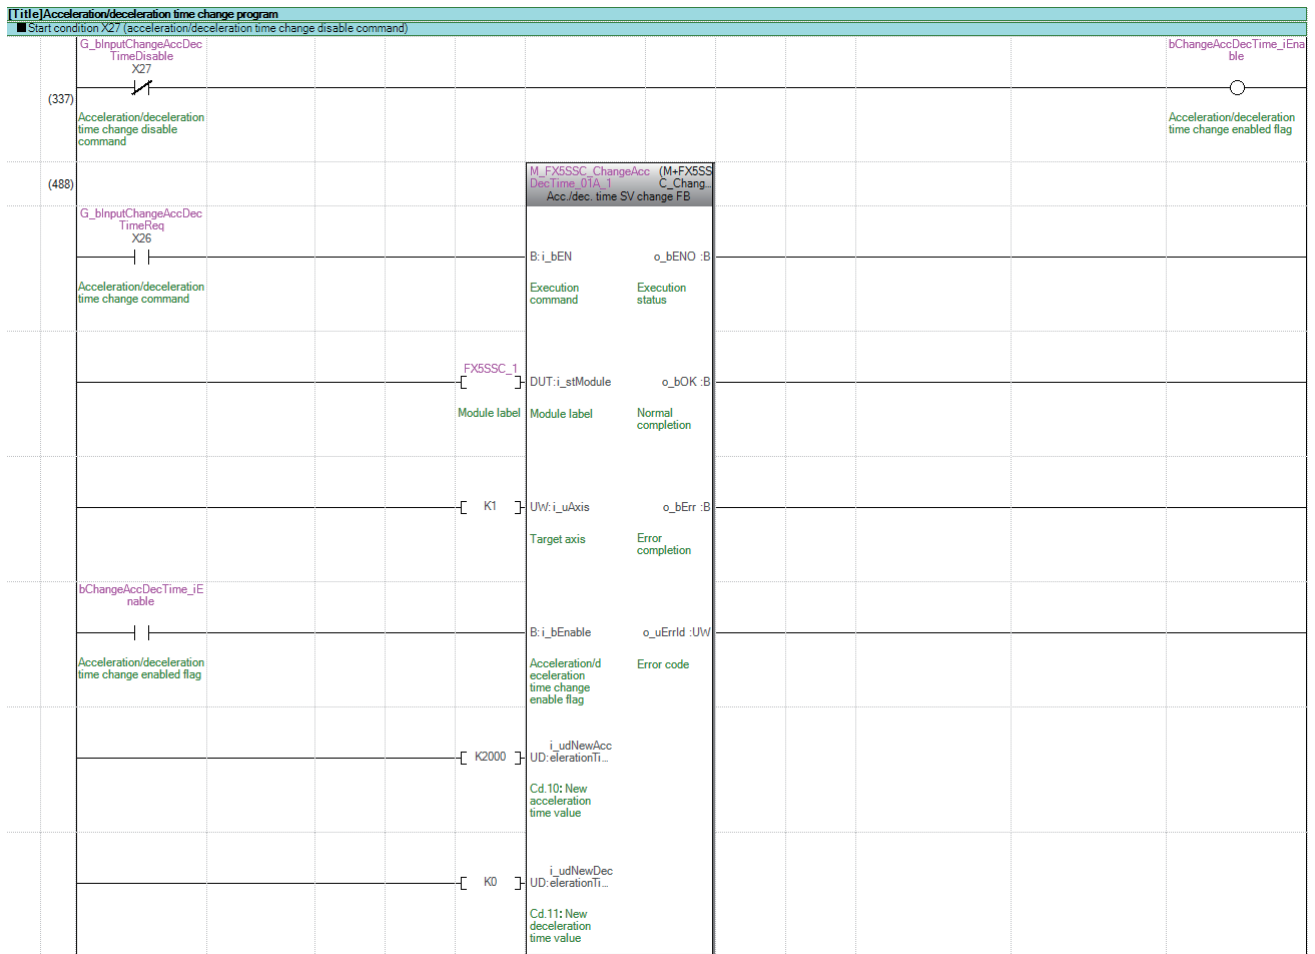 [Title]Acceleration/deceleration time change program
■Start condition X27 (acceleration/deceleration time change disable command)
G_bInputChangeAccDec
TimeDisable
X27
bChangeAccDecTime_iEna
ble
(337)
Acceleration/deceleration
time change disable
command
Acceleration/deceleration
time change enabled flag
(488)
M_FX5SSC_ChangeAcc
DecTime_01A_1
(M+FX5SS
C_Chang...
Acc./dec. time SV change FB
G_bInputChangeAccDec
TimeReq
X26
B:i_bEN
o_bENO :B
Acceleration/deceleration
time change command
Execution
command
Execution
status
FX5SSC_1
DUT:i_stModule
o_bOK :B
Module label
Module label
Normal
completion
K1
UW:i_uAxis
o_bErr :B
Target axis
Error
completion
bChangeAccDecTime_iE
nable
B:i_bEnable
o_uErrId :UW
Acceleration/deceleration
time change enabled flag
Acceleration/d
eceleration
time change
enable flag
Error code
K2000
i_udNewAcc
UD:elerationTi...
Cd.10: New
acceleration
time value
K0
i_udNewDec
UD:elerationTi...
Cd.11: New
deceleration
time value